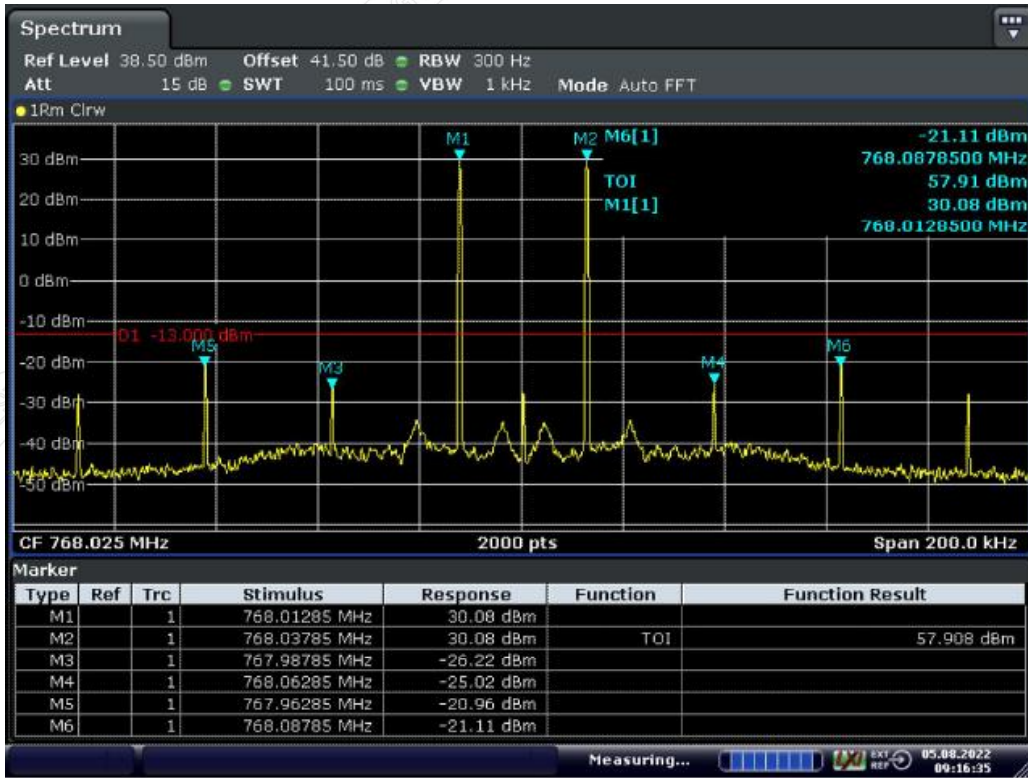 Spectrum
Ref Level 38.50 dBm Offset 41.50 dB RBW 300 Hz
Att 15 dB SWT 100 ms VBW 1 kHz Mode Auto FFT
1Rm Clrw
M1 M2 M6[1] -21.11 dBm
30 dBm 768.0878500 MHz
TOI 57.91 dBm
20 dBm M1[1] 30.08 dBm
768.0128500 MHz
10 dBm
0 dBm
-10 dBm
D1 -13.000 dBm
M5 M6
-20 dBm M3 M4
-30 dBm
-40 dBm
-50 dBm
CF 768.025 MHz 2000 pts Span 200.0 kHz
Marker
Type Ref Trc Stimulus Response Function Function Result
M1 1 768.01285 MHz 30.08 dBm
M2 1 768.03785 MHz 30.08 dBm TOI 57.908 dBm
M3 1 767.98785 MHz -26.22 dBm
M4 1 768.06285 MHz -25.02 dBm
M5 1 767.96285 MHz -20.96 dBm
M6 1 768.08785 MHz -21.11 dBm
Measuring... LXI EXT REF 05.08.2022
09:16:35